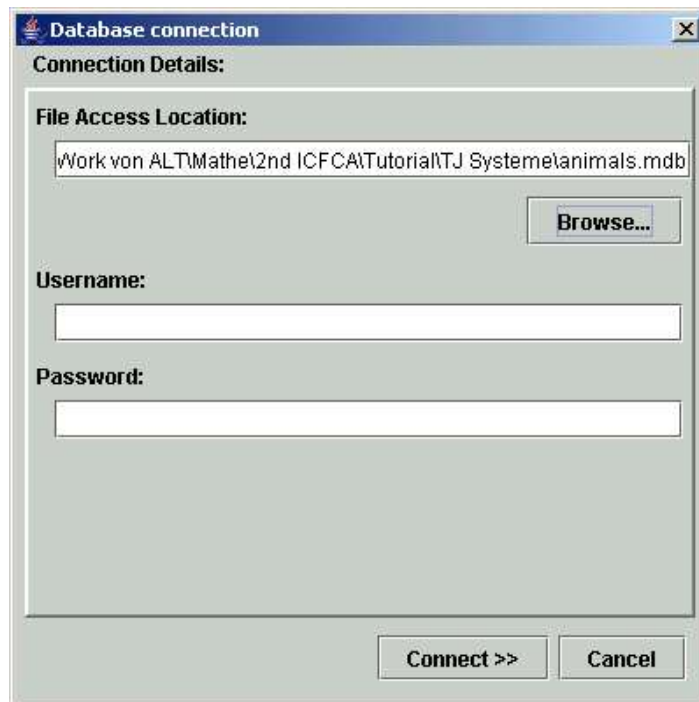 Database connection
Connection Details:
File Access Location:
Work von ALT\Mathe\2nd ICFCA\Tutorial\TJ Systeme\animals.mdb
Browse...
Username:
Password:
Connect >>
Cancel